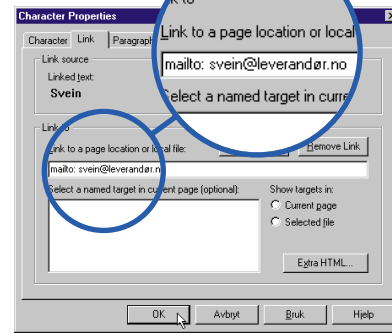 Character Properties
Link to
Link to a page location or local
mailto: svein@leverandør.no
Select a named target in curre
Character Link Paragraph
Link source
Linked text:
Svein
Link to
Link to a page location or local file:
Remove Link
mailto: svein@leverandør.no
Select a named target in current page (optional):
Show targets in:
Current page
Selected file
Extra HTML...
OK Avbryt Bruk Hjelp